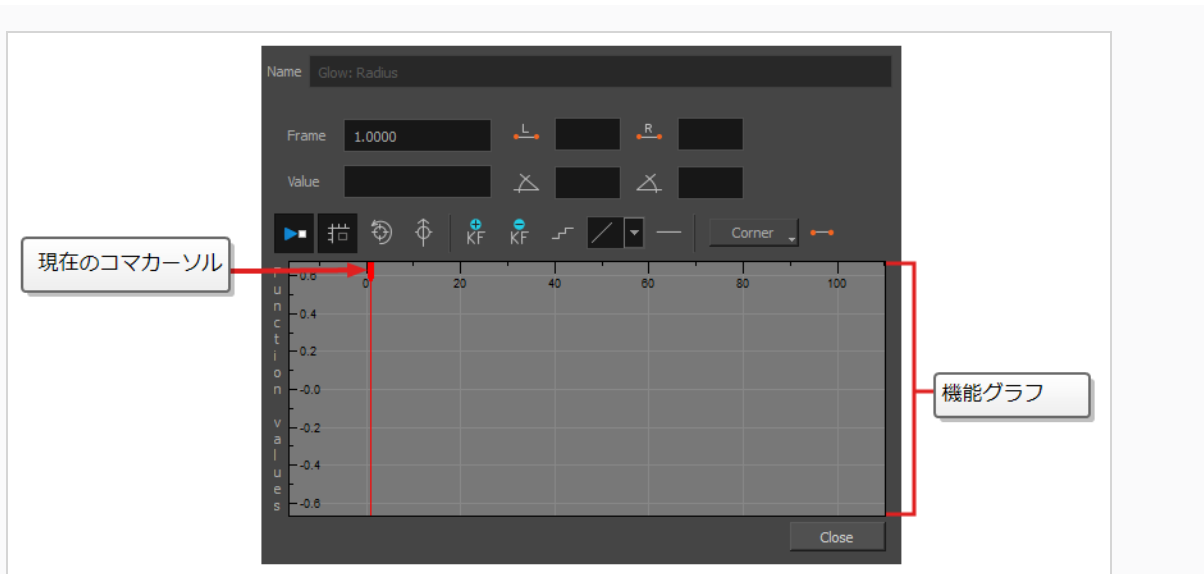 Name Glow: Radius
Frame 1.0000 L R
Value
KF KF Corner
現在のコマカーソル
機能グラフ
Function values
0 20 40 60 80 100
-0.6
-0.4
-0.2
-0.0
-0.2
-0.4
-0.6
Close